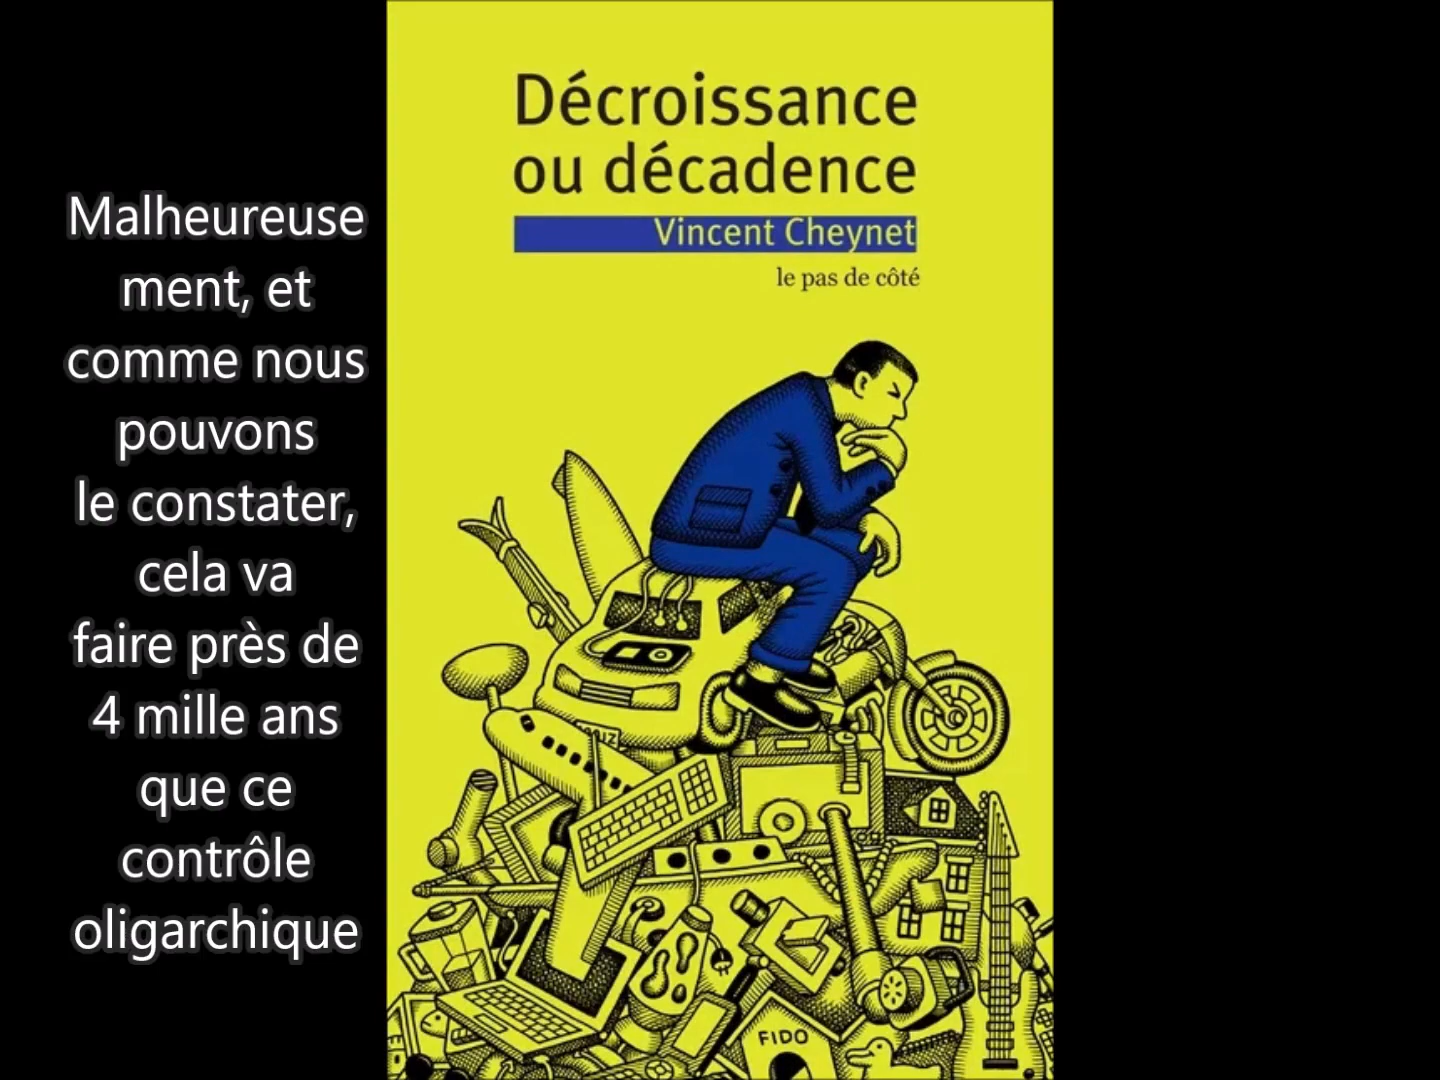 Malheureuse
ment, et
comme nous
pouvons
le constater,
cela va
faire près de
4 mille ans
que ce
contrôle
oligarchique
Décroissance
ou décadence
Vincent Cheynet
le pas de côté
FIDO